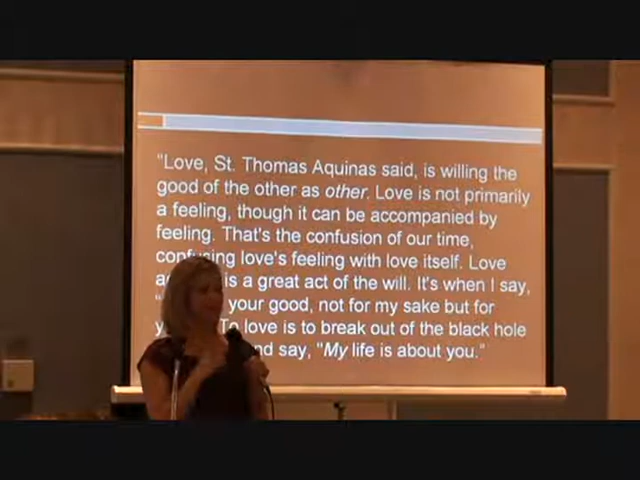 "Love, St. Thomas Aquinas said, is willing the
good of the other as other. Love is not primarily
a feeling, though it can be accompanied by
feeling. That's the confusion of our time,
confusing love's feeling with love itself. Love
is a great act of the will. It's when I say,
your good, not for my sake but for
To love is to break out of the black hole
and say, "My life is about you."